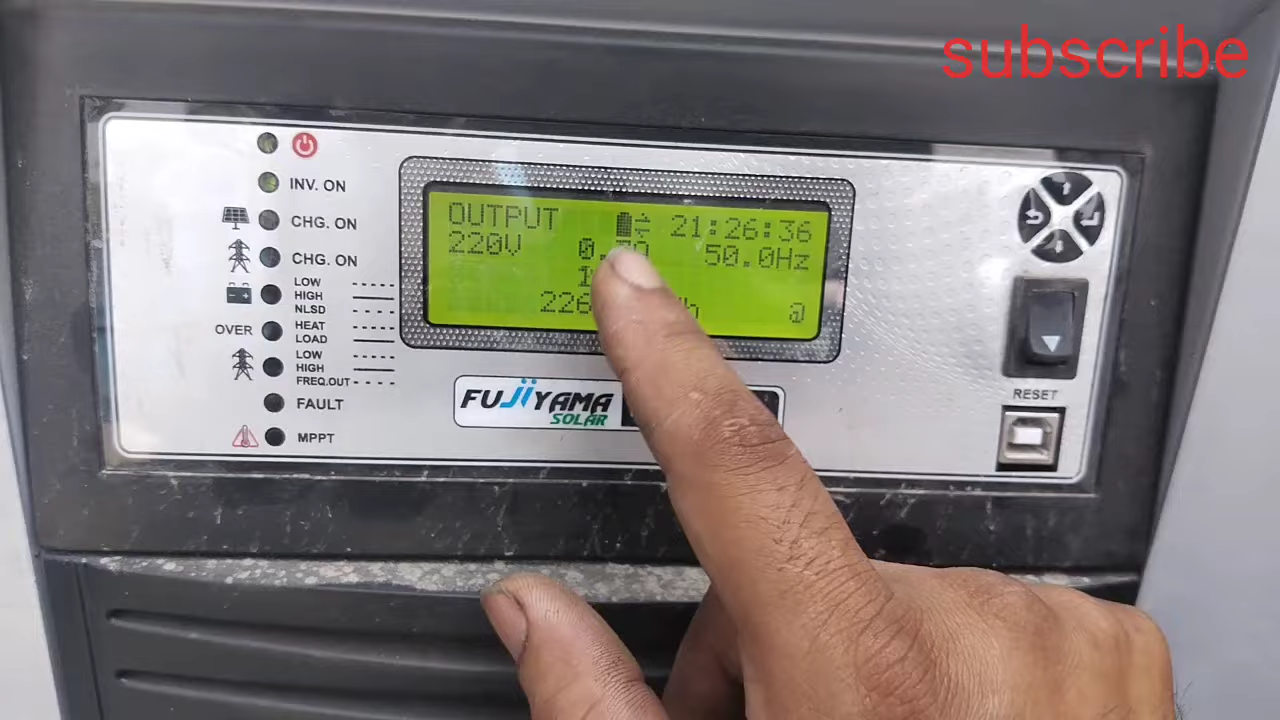 subscribe
INV. ON
CHG. ON
CHG. ON
LOW
HIGH
NLSD
OVER
HEAT
LOAD
LOW
HIGH
FREQ.OUT
FAULT
MPPT
OUTPUT 21:26:36
220V 50.0Hz
@
FUJIYAMA
SOLAR
RESET